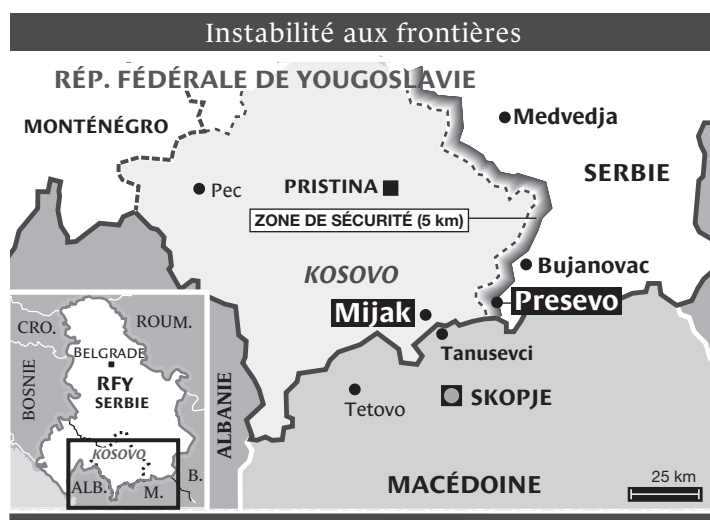 Instabilité aux frontières
RÉP. FÉDÉRALE DE YOUGOSLAVIE
MONTÉNÉGRO
Medvedja
SERBIE
Pec
PRISTINA
ZONE DE SÉCURITÉ (5 km)
KOSOVO
Bujanovac
Mijak
Presevo
Tanusevci
Tetovo
SKOPJE
ALBANIE
MACÉDOINE
25 km
CRO.
ROUM.
BELGRADE
RFY
SERBIE
BOSNIE
KOSOVO
ALB.
M.
B.